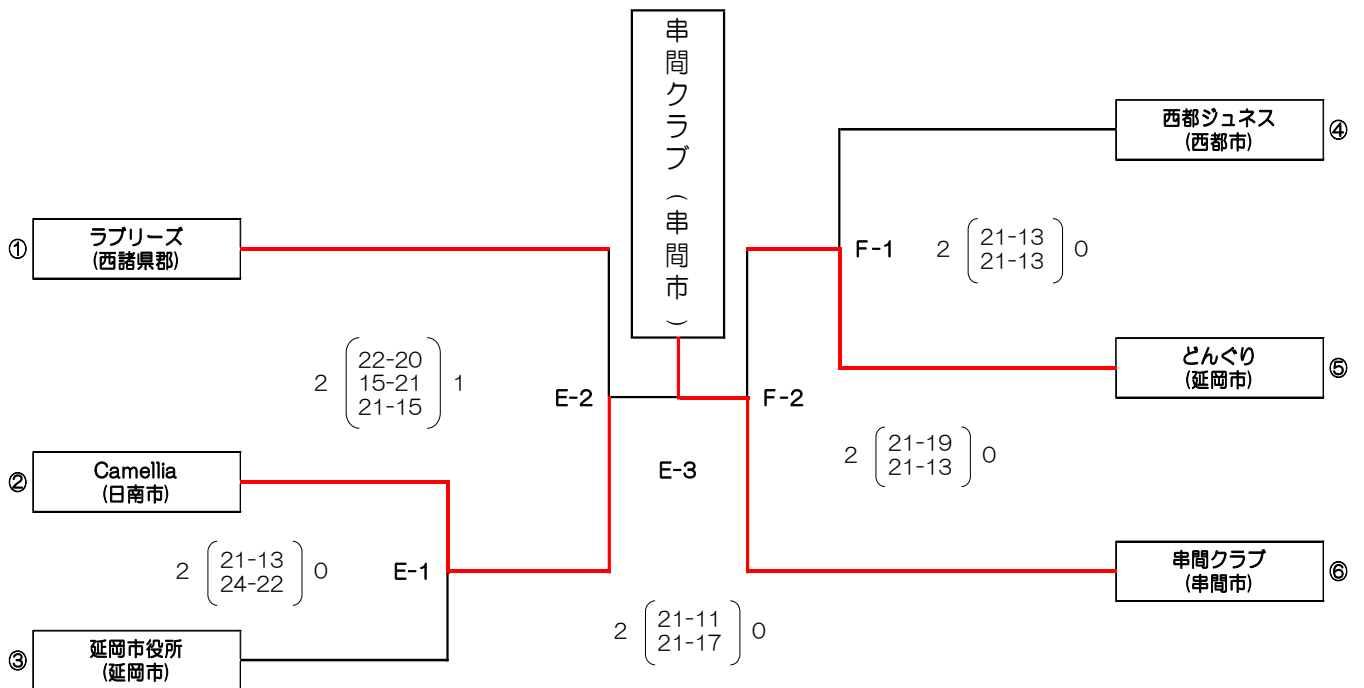 串間クラブ（串間市）
西都ジュネス
(西都市)
④
①
ラブリーズ
(西諸県郡)
F-1
2 21-13 0
21-13
どんぐり
(延岡市)
⑤
22-20
2 15-21 1
21-15
E-2
F-2
②
Camellia
(日南市)
E-3
2 21-19 0
21-13
2 21-13 0
24-22
E-1
串間クラブ
(串間市)
⑥
2 21-11 0
21-17
③
延岡市役所
(延岡市)